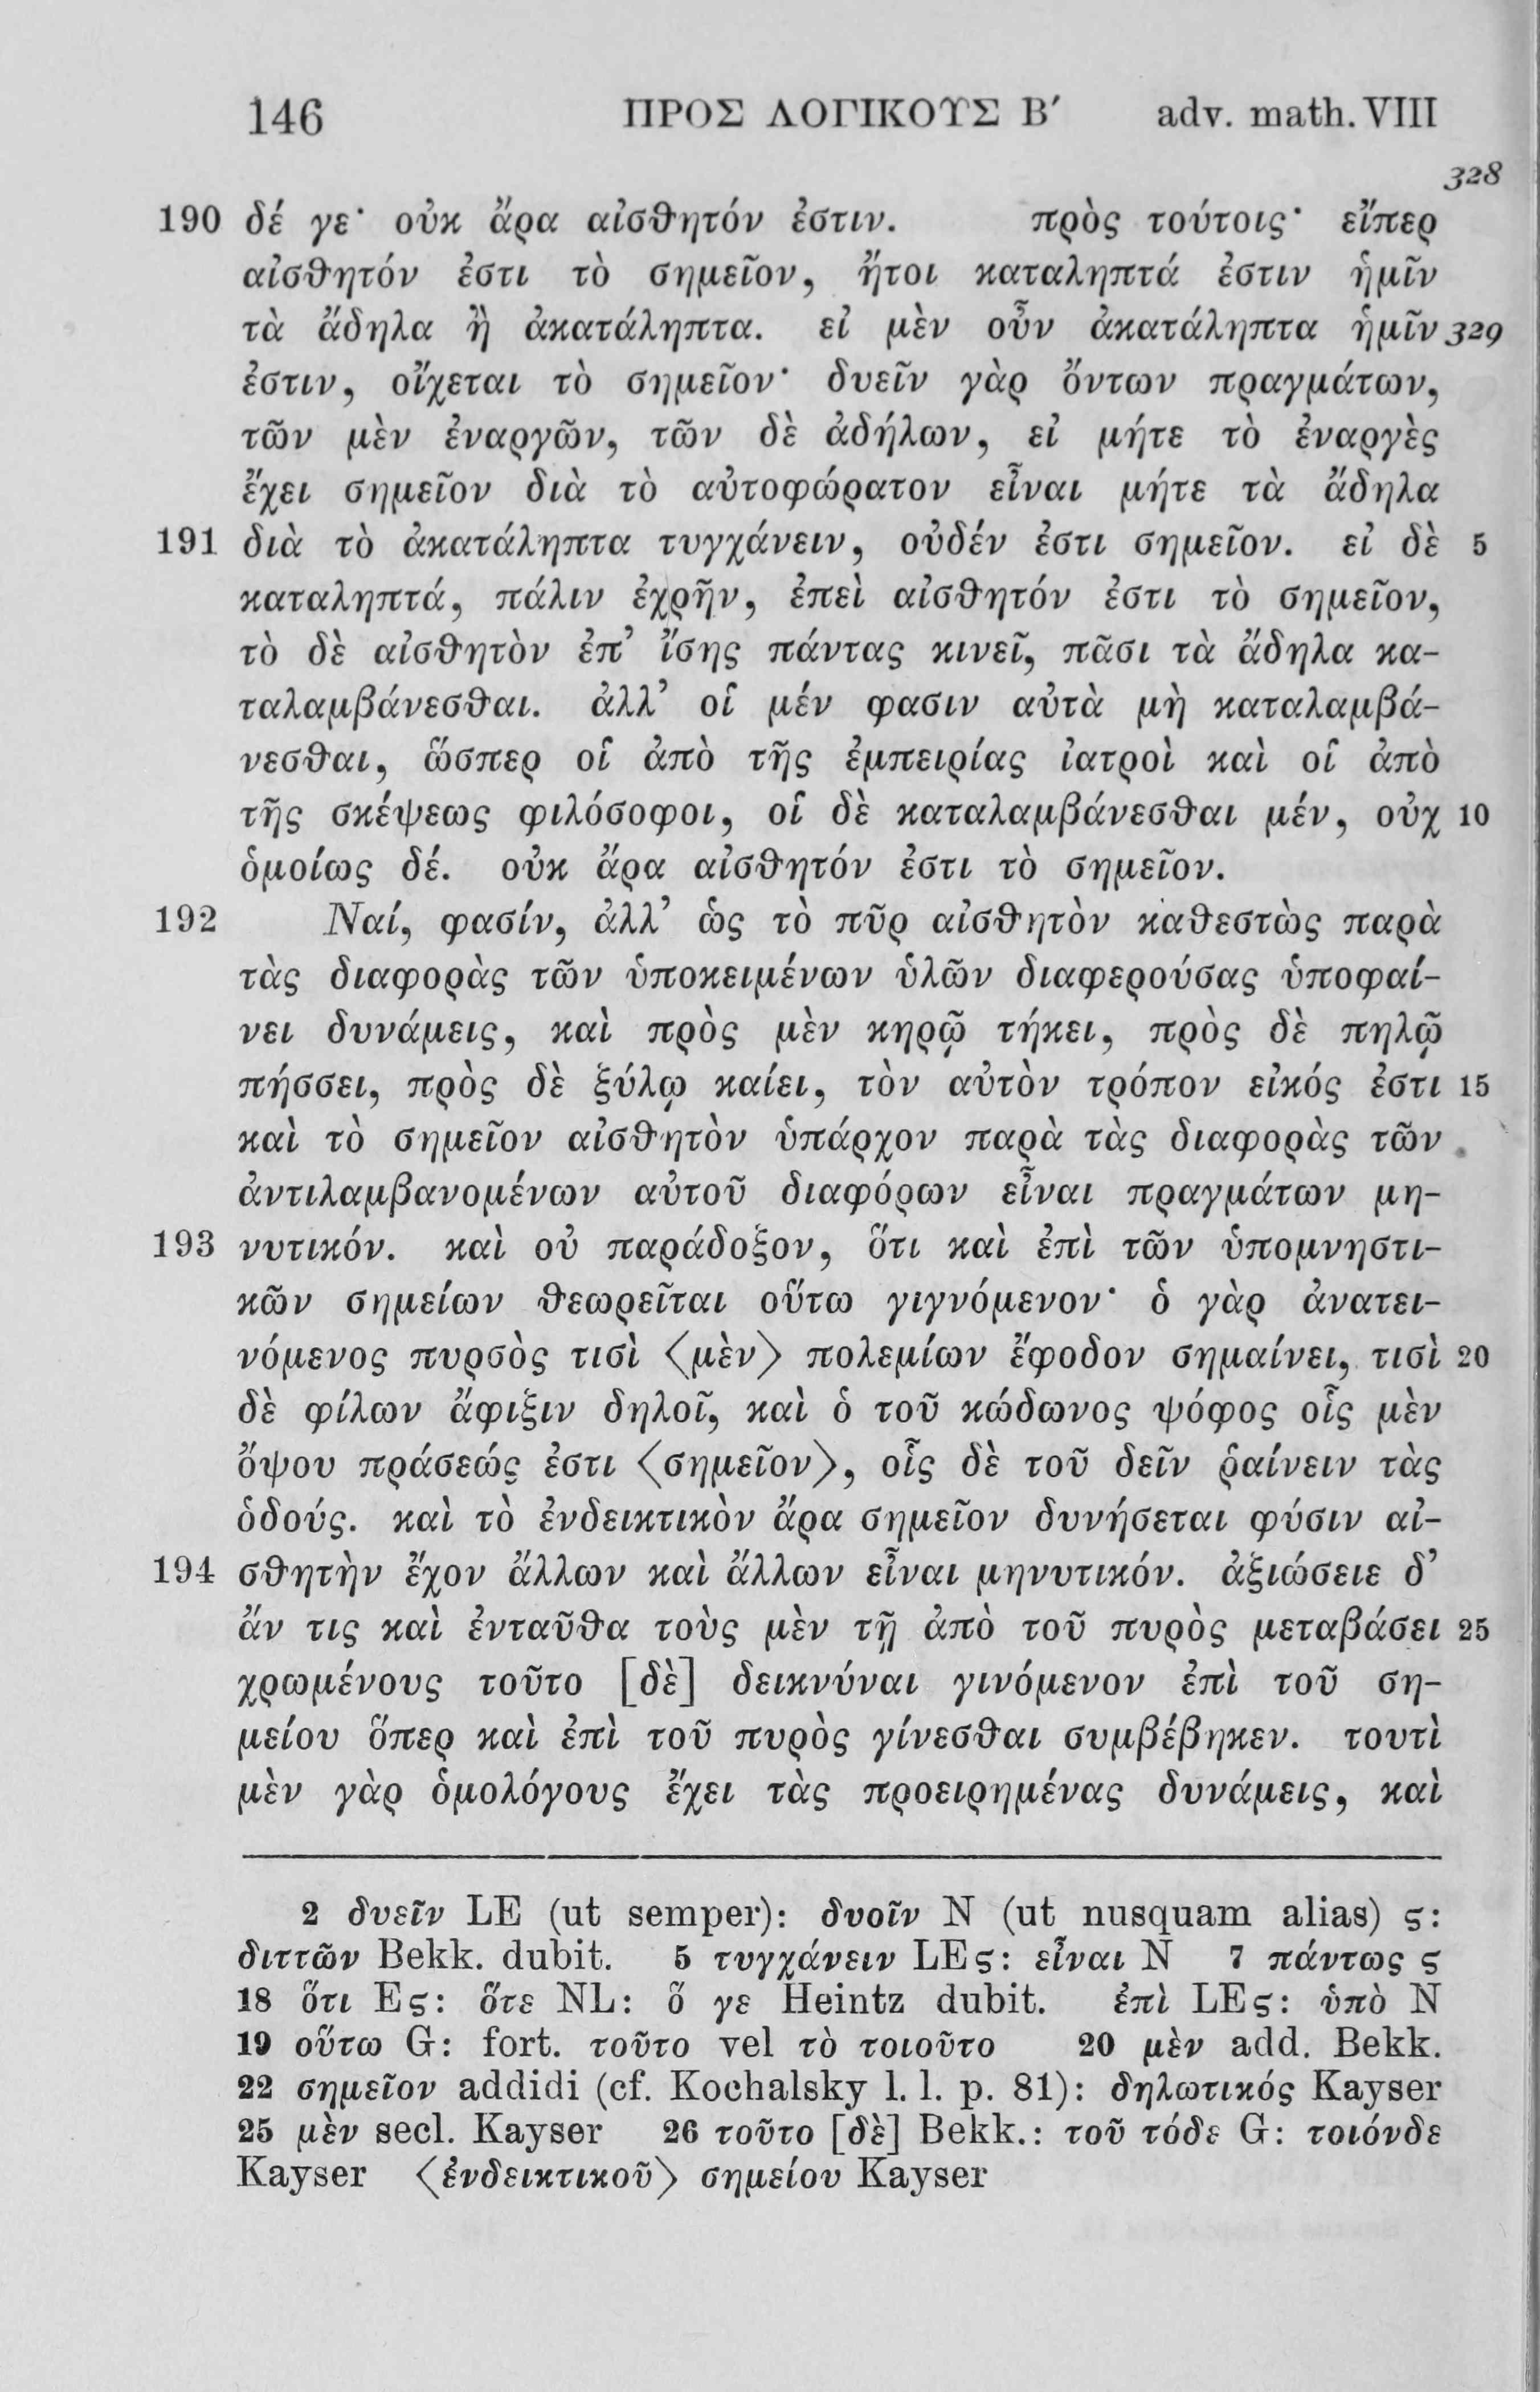 146 ΠΡΟΣ ΛΟΓΙΚΟΥΣ Β′ adv. math. VIII
328
190 δέ γε· οὐκ ἄρα αἰσθητόν ἐστιν. πρὸς τούτοις· εἴπερ
αἰσθητόν ἐστι τὸ σημεῖον, ἤτοι καταληπτά ἐστιν ἡμῖν
τὰ ἄδηλα ἢ ἀκατάληπτα. εἰ μὲν οὖν ἀκατάληπτα ἡμῖν 329
ἐστιν, οἴχεται τὸ σημεῖον· δυεῖν γὰρ ὄντων πραγμάτων,
τῶν μὲν ἐναργῶν, τῶν δὲ ἀδήλων, εἰ μήτε τὸ ἐναργὲς
ἔχει σημεῖον διὰ τὸ αὐτοφώρατον εἶναι μήτε τὰ ἄδηλα
191 διὰ τὸ ἀκατάληπτα τυγχάνειν, οὐδέν ἐστι σημεῖον. εἰ δὲ 5
καταληπτά, πάλιν ἐχρῆν, ἐπεὶ αἰσθητόν ἐστι τὸ σημεῖον,
τὸ δὲ αἰσθητὸν ἐπ’ ἴσης πάντας κινεῖ, πᾶσι τὰ ἄδηλα κα-
ταλαμβάνεσθαι. ἀλλ’ οἱ μέν φασιν αὐτὰ μὴ καταλαμβά-
νεσθαι, ὥσπερ οἱ ἀπὸ τῆς ἐμπειρίας ἰατροὶ καὶ οἱ ἀπὸ
τῆς σκέψεως φιλόσοφοι, οἱ δὲ καταλαμβάνεσθαι μέν, οὐχ 10
ὁμοίως δέ. οὐκ ἄρα αἰσθητόν ἐστι τὸ σημεῖον.
192 Ναί, φασίν, ἀλλ’ ὡς τὸ πῦρ αἰσθητὸν καθεστὼς παρὰ
τὰς διαφορὰς τῶν ὑποκειμένων ὑλῶν διαφερούσας ὑποφαί-
νει δυνάμεις, καὶ πρὸς μὲν κηρῷ τήκει, πρὸς δὲ πηλῷ
πήσσει, πρὸς δὲ ξύλῳ καίει, τὸν αὐτὸν τρόπον εἰκός ἐστι 15
καὶ τὸ σημεῖον αἰσθητὸν ὑπάρχον παρὰ τὰς διαφορὰς τῶν
ἀντιλαμβανομένων αὐτοῦ διαφόρων εἶναι πραγμάτων μη-
193 νυτικόν. καὶ οὐ παράδοξον, ὅτι καὶ ἐπὶ τῶν ὑπομνηστι-
κῶν σημείων θεωρεῖται οὕτω γιγνόμενον· ὁ γὰρ ἀνατει-
νόμενος πυρσὸς τισὶ ⟨μὲν⟩ πολεμίων ἔφοδον σημαίνει, τισὶ 20
δὲ φίλων ἄφιξιν δηλοῖ, καὶ ὁ τοῦ κώδωνος ψόφος οἷς μὲν
ὄψου πράσεώς ἐστι ⟨σημεῖον⟩, οἷς δὲ τοῦ δεῖν ῥαίνειν τὰς
ὁδούς. καὶ τὸ ἐνδεικτικὸν ἄρα σημεῖον δυνήσεται φύσιν αἰ-
194 σθητὴν ἔχον ἄλλων καὶ ἄλλων εἶναι μηνυτικόν. ἀξιώσειε δ’
ἄν τις καὶ ἐνταῦθα τοὺς μὲν τῇ ἀπὸ τοῦ πυρὸς μεταβάσει 25
χρωμένους τοῦτο [δὲ] δεικνύναι γινόμενον ἐπὶ τοῦ ση-
μείου ὅπερ καὶ ἐπὶ τοῦ πυρὸς γίνεσθαι συμβέβηκεν. τουτὶ
μὲν γὰρ ὁμολόγους ἔχει τὰς προειρημένας δυνάμεις, καὶ
2 δυεῖν LE (ut semper): δυοῖν N (ut nusquam alias) ς:
διττῶν Bekk. dubit. 5 τυγχάνειν LEς: εἶναι N 7 πάντως ς
18 ὅτι Eς: ὅτε NL: ὅ γε Heintz dubit. ἐπὶ LEς: ὑπὸ N
19 οὕτω G: fort. τοῦτο vel τὸ τοιοῦτο 20 μὲν add. Bekk.
22 σημεῖον addidi (cf. Kochalsky l. l. p. 81): δηλωτικός Kayser
25 μὲν secl. Kayser 26 τοῦτο [δὲ] Bekk.: τοῦ τόδε G: τοιόνδε
Kayser ⟨ἐνδεικτικοῦ⟩ σημείου Kayser